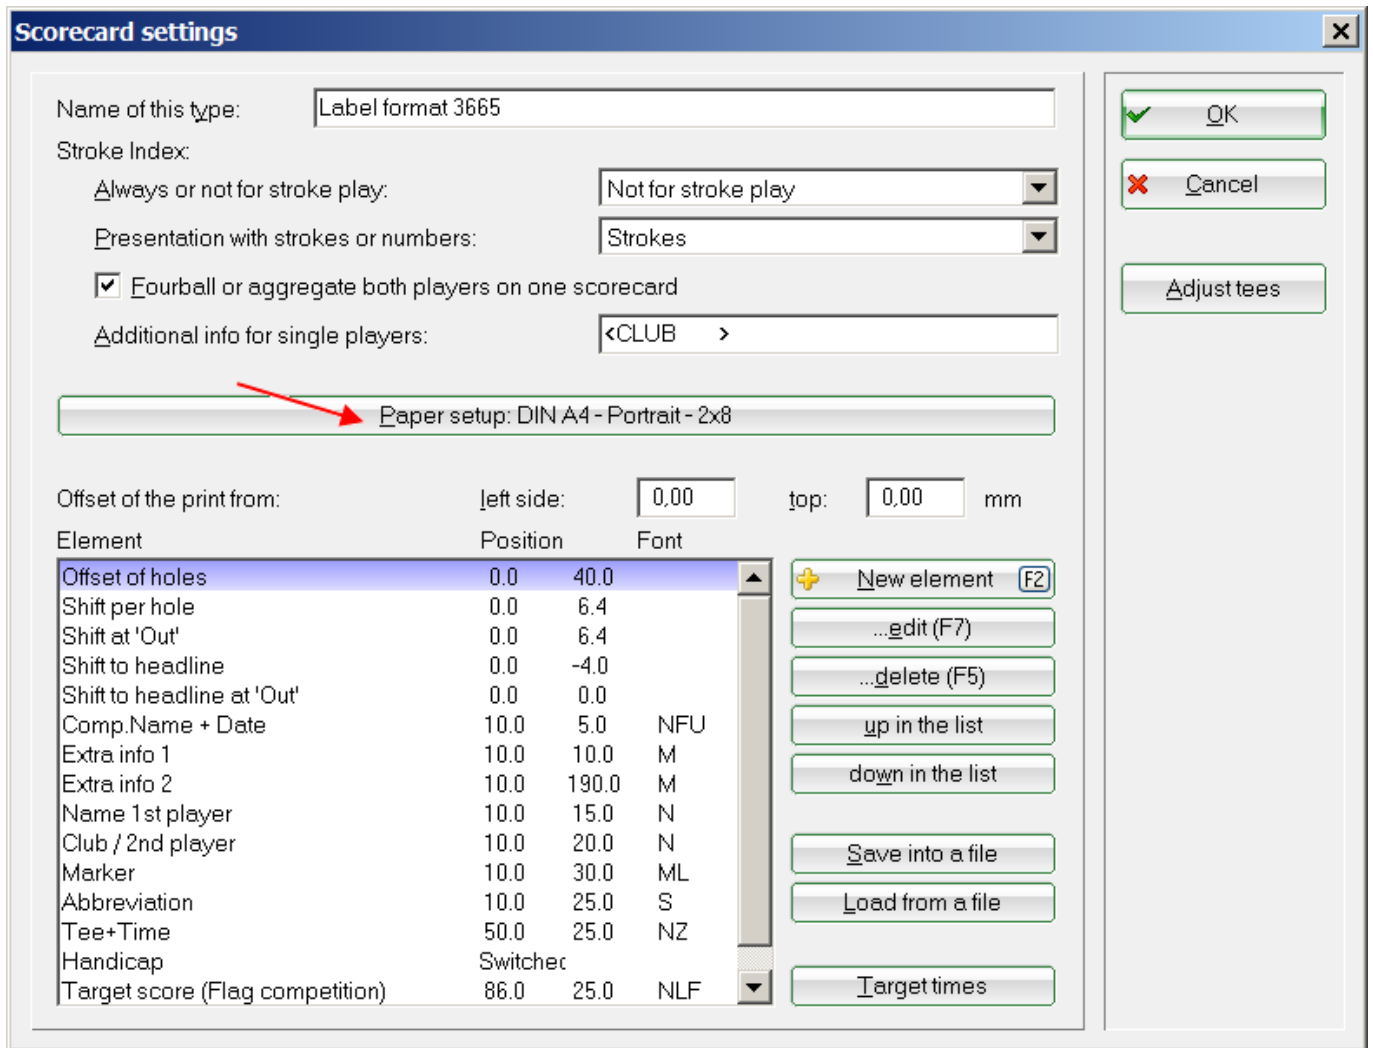 Scorecard settings
Name of this type: Label format 3665
OK
Stroke Index:
Always or not for stroke play: Not for stroke play
Cancel
Presentation with strokes or numbers: Strokes
Fourball or aggregate both players on one scorecard
Adjust tees
Additional info for single players: <CLUB >
Paper setup: DIN A4 - Portrait - 2x8
Offset of the print from: left side: 0,00 top: 0,00 mm
Element Position Font
Offset of holes 0.0 40.0
New element F2
Shift per hole 0.0 6.4
Shift at 'Out' 0.0 6.4
...edit (F7)
Shift to headline 0.0 -4.0
...delete (F5)
Shift to headline at 'Out' 0.0 0.0
Comp.Name + Date 10.0 5.0 NFU
up in the list
Extra info 1 10.0 10.0 M
down in the list
Extra info 2 10.0 190.0 M
Name 1st player 10.0 15.0 N
Club / 2nd player 10.0 20.0 N
Save into a file
Marker 10.0 30.0 ML
Abbreviation 10.0 25.0 S
Load from a file
Tee+Time 50.0 25.0 NZ
Handicap Switched
Target score (Flag competition) 86.0 25.0 NLF
Target times